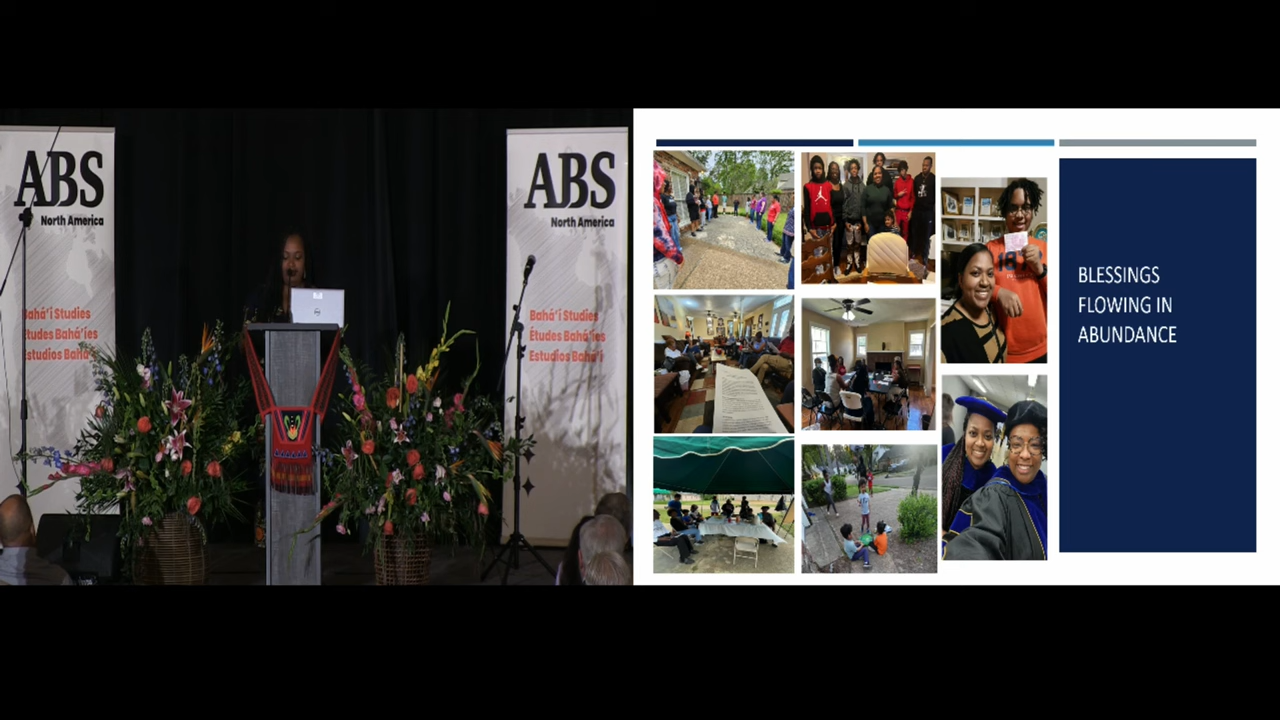 ABS
North America
Bahá'í Studies
Études Bahá'íes
Estudios Bahá'í
ABS
North America
Bahá'í Studies
Études Bahá'íes
Estudios Bahá'í
BLESSINGS
FLOWING IN
ABUNDANCE